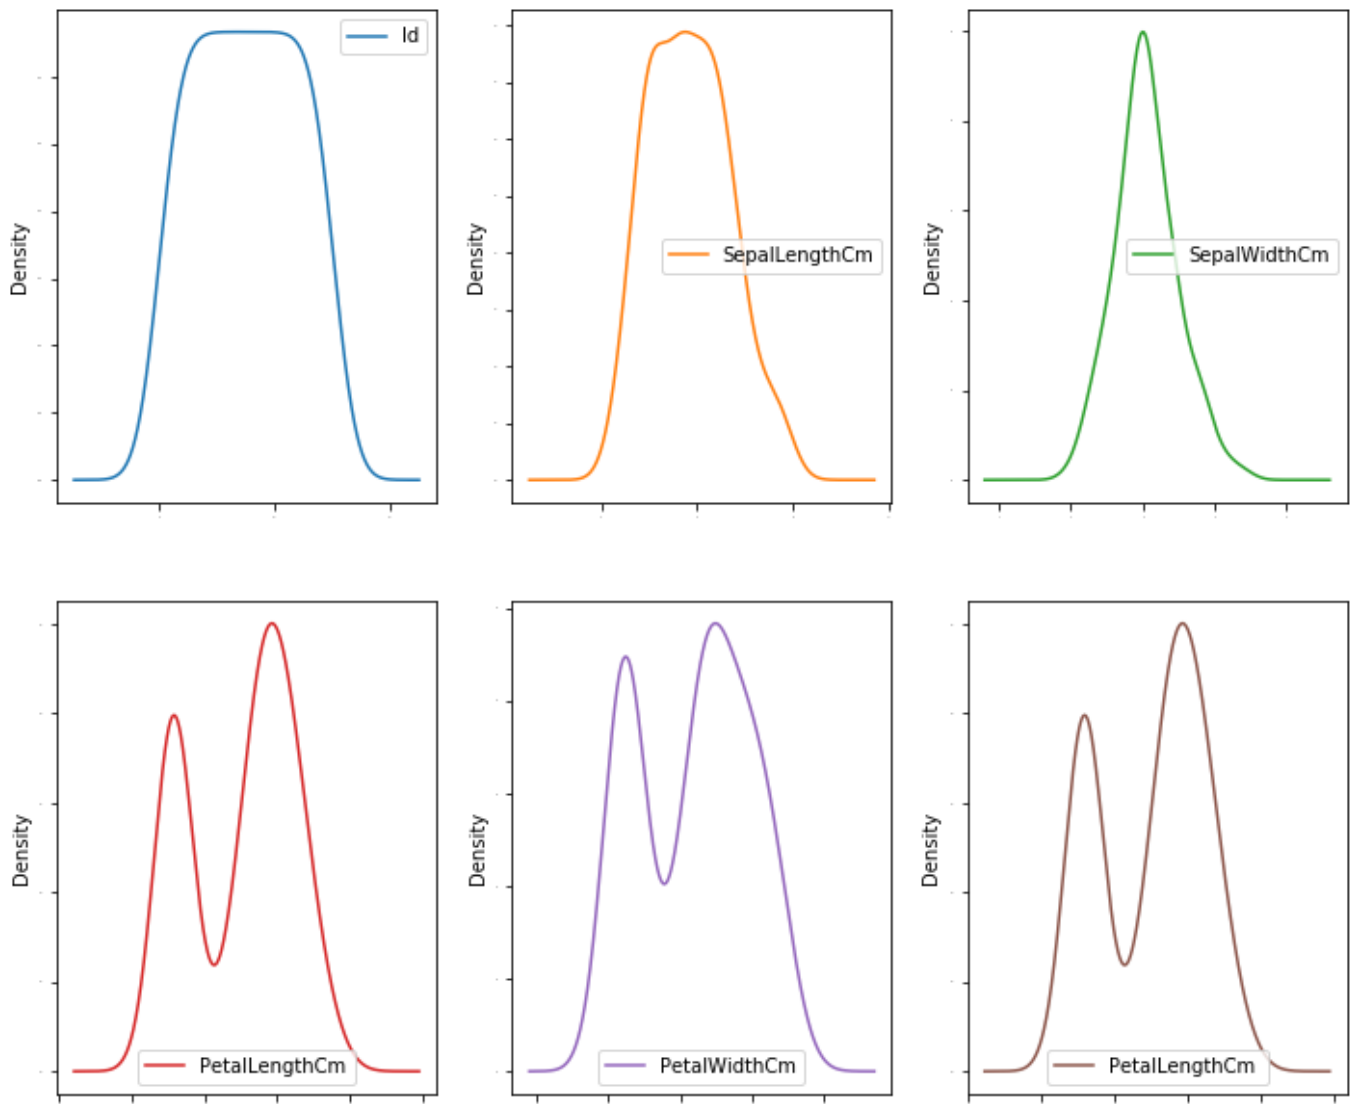 Id
Density
SepalLengthCm
Density
SepalWidthCm
Density
PetalLengthCm
Density
PetalWidthCm
Density
PetalLengthCm
Density